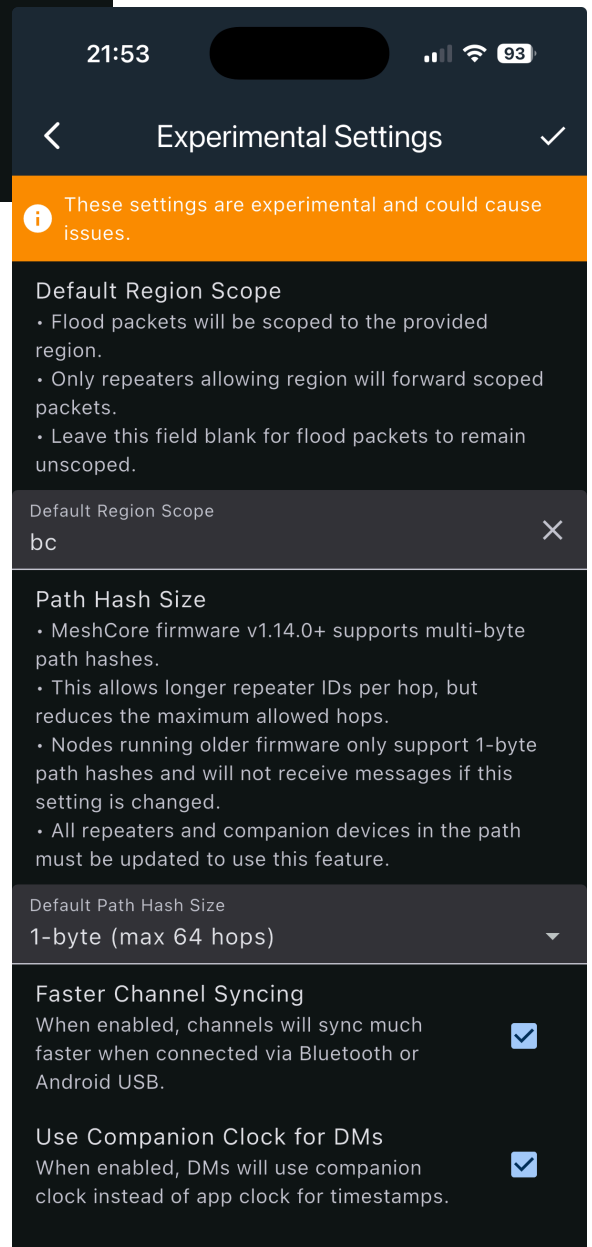 21:53
93
Experimental Settings
These settings are experimental and could cause
issues.
Default Region Scope
• Flood packets will be scoped to the provided
region.
• Only repeaters allowing region will forward scoped
packets.
• Leave this field blank for flood packets to remain
unscoped.
Default Region Scope
bc
Path Hash Size
• MeshCore firmware v1.14.0+ supports multi-byte
path hashes.
• This allows longer repeater IDs per hop, but
reduces the maximum allowed hops.
• Nodes running older firmware only support 1-byte
path hashes and will not receive messages if this
setting is changed.
• All repeaters and companion devices in the path
must be updated to use this feature.
Default Path Hash Size
1-byte (max 64 hops)
Faster Channel Syncing
When enabled, channels will sync much
faster when connected via Bluetooth or
Android USB.
Use Companion Clock for DMs
When enabled, DMs will use companion
clock instead of app clock for timestamps.